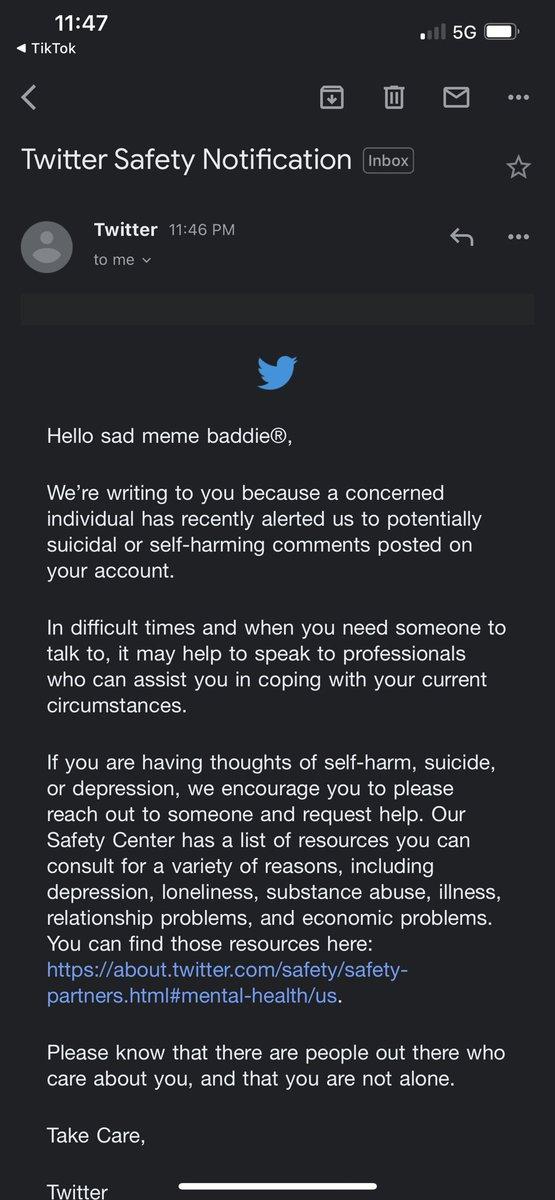 11:47
5G
◄ TikTok
Twitter Safety Notification Inbox
Twitter 11:46 PM
to me
Hello sad meme baddie®,
We’re writing to you because a concerned
individual has recently alerted us to potentially
suicidal or self-harming comments posted on
your account.
In difficult times and when you need someone to
talk to, it may help to speak to professionals
who can assist you in coping with your current
circumstances.
If you are having thoughts of self-harm, suicide,
or depression, we encourage you to please
reach out to someone and request help. Our
Safety Center has a list of resources you can
consult for a variety of reasons, including
depression, loneliness, substance abuse, illness,
relationship problems, and economic problems.
You can find those resources here:
https://about.twitter.com/safety/safety-
partners.html#mental-health/us.
Please know that there are people out there who
care about you, and that you are not alone.
Take Care,
Twitter